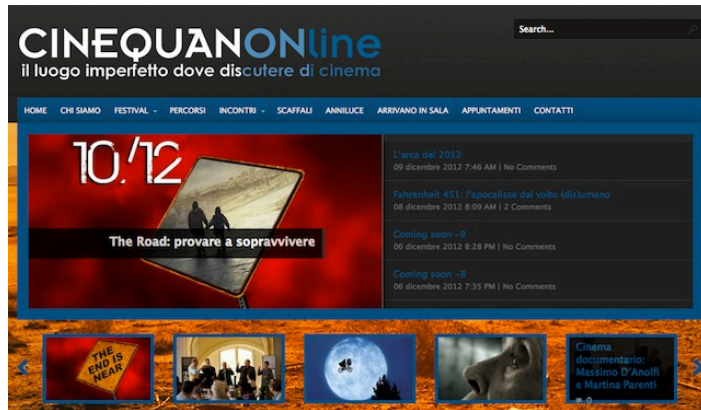 CINEQUANONline
il luogo imperfetto dove discutere di cinema
Search...
HOME CHI SIAMO FESTIVAL PERCORSI INCONTRI SCAFFALI ANNILUCE ARRIVANO IN SALA APPUNTAMENTI CONTATTI
10/12
The Road: provare a sopravvivere
L'arca del 2012
09 dicembre 2012 7:46 AM | No Comments
Fahrenheit 451: l'apocalisse dal volto (dis)umano
08 dicembre 2012 8:09 AM | 2 Comments
Coming soon -9
06 dicembre 2012 8:28 PM | No Comments
Coming soon -8
06 dicembre 2012 7:35 PM | No Comments
THE
END IS
NEAR
Cinema
documentario:
Massimo D'Anolfi
e Martina Parenti
0